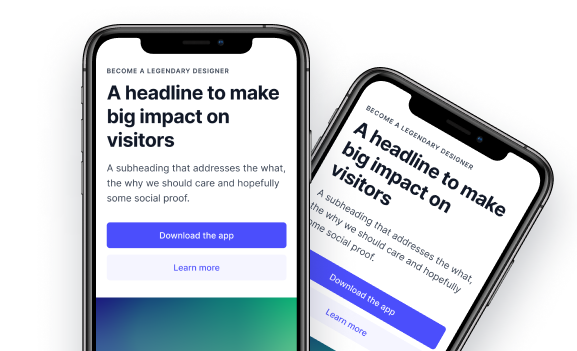 BECOME A LEGENDARY DESIGNER
A headline to make
big impact on
visitors
A subheading that addresses the what,
the why we should care and hopefully
some social proof.
Download the app
Learn more
BECOME A LEGENDARY DESIGNER
A headline to make
big impact on
visitors
A subheading that addresses the what,
the why we should care and hopefully
some social proof.
Download the app
Learn more